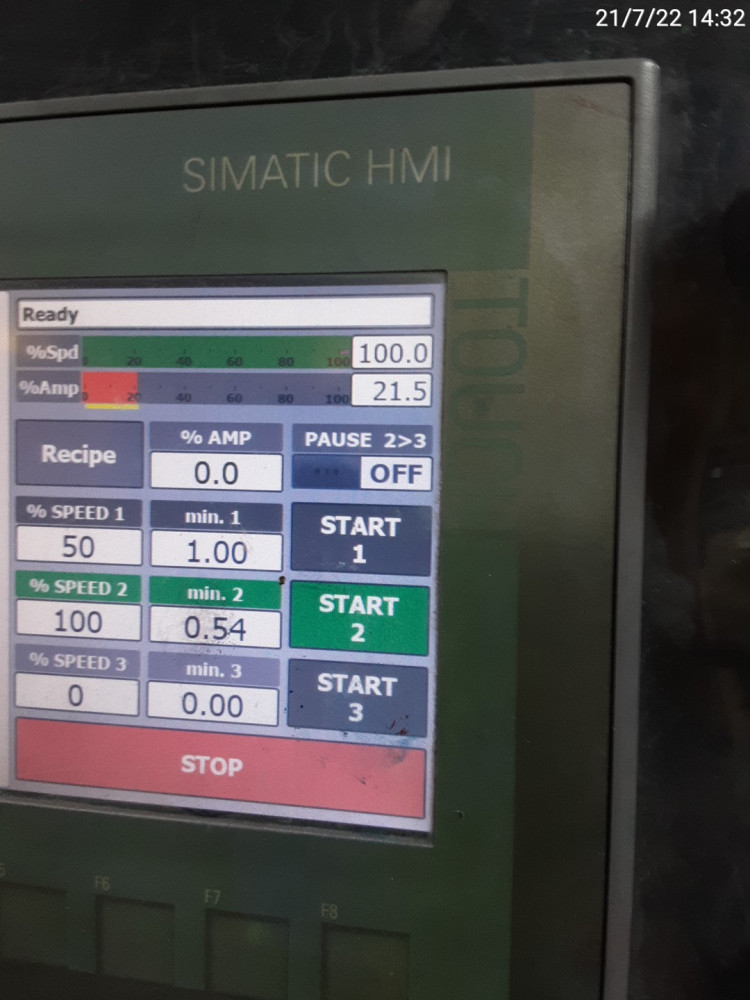 21/7/22 14:32
SIMATIC HMI
TOUCH
Ready
%Spd 0 20 40 60 80 100 100.0
%Amp 0 20 40 60 80 100 21.5
Recipe
% AMP
0.0
PAUSE 2>3
OFF
% SPEED 1
50
min. 1
1.00
START
1
% SPEED 2
100
min. 2
0.54
START
2
% SPEED 3
0
min. 3
0.00
START
3
STOP
F6 F7 F8